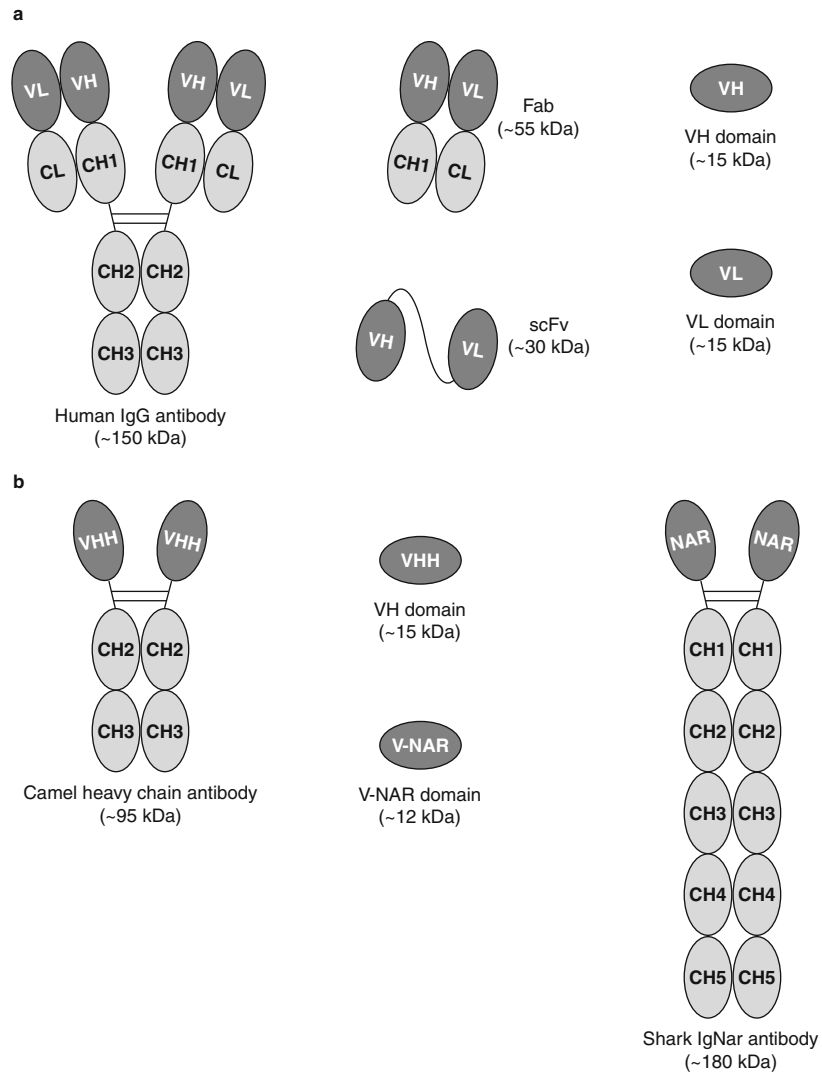 a
VL VH VH VL
CL CH1 CH1 CL
CH2 CH2
CH3 CH3
Human IgG antibody
(~150 kDa)
VH VL
CH1 CL
Fab
(~55 kDa)
VH VL
scFv
(~30 kDa)
VH
VH domain
(~15 kDa)
VL
VL domain
(~15 kDa)
b
VHH VHH
CH2 CH2
CH3 CH3
Camel heavy chain antibody
(~95 kDa)
VHH
VH domain
(~15 kDa)
V-NAR
V-NAR domain
(~12 kDa)
NAR NAR
CH1 CH1
CH2 CH2
CH3 CH3
CH4 CH4
CH5 CH5
Shark IgNar antibody
(~180 kDa)